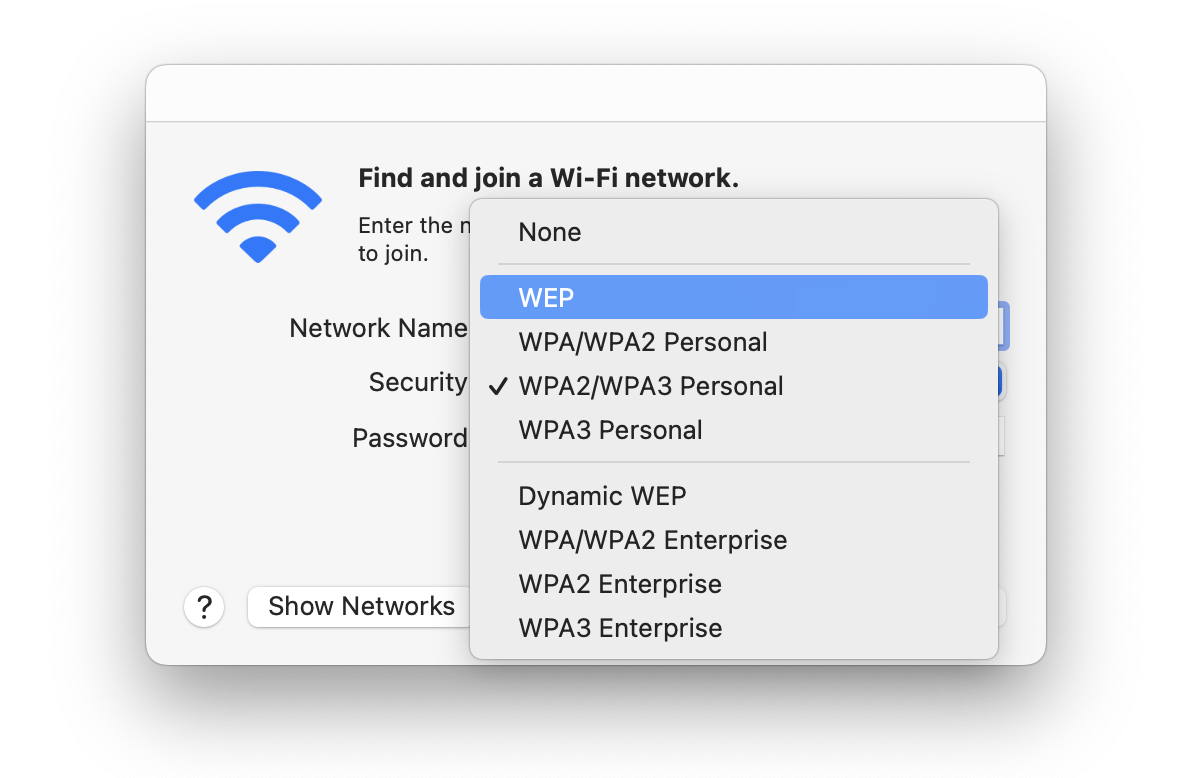 Find and join a Wi-Fi network.
Enter the
to join.
Network Name
Security
Password
None
WEP
WPA/WPA2 Personal
✓ WPA2/WPA3 Personal
WPA3 Personal
Dynamic WEP
WPA/WPA2 Enterprise
WPA2 Enterprise
WPA3 Enterprise
? Show Networks